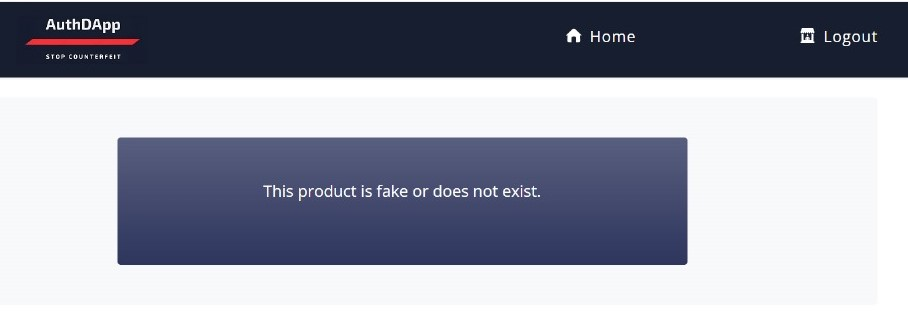 AuthDApp
STOP COUNTERFEIT
Home
Logout
This product is fake or does not exist.